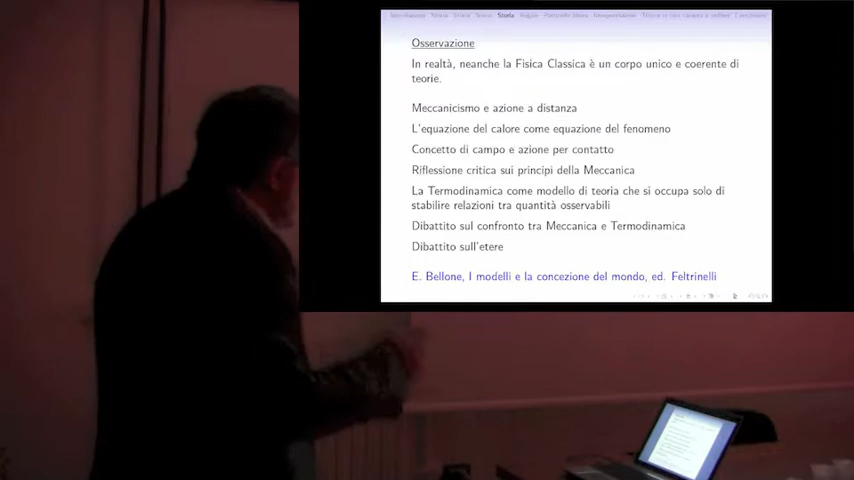 Storia
Osservazione
In realtà, neanche la Fisica Classica è un corpo unico e coerente di
teorie.
Meccanicismo e azione a distanza
L'equazione del calore come equazione del fenomeno
Concetto di campo e azione per contatto
Riflessione critica sui principi della Meccanica
La Termodinamica come modello di teoria che si occupa solo di
stabilire relazioni tra quantità osservabili
Dibattito sul confronto tra Meccanica e Termodinamica
Dibattito sull'etere
E. Bellone, I modelli e la concezione del mondo, ed. Feltrinelli